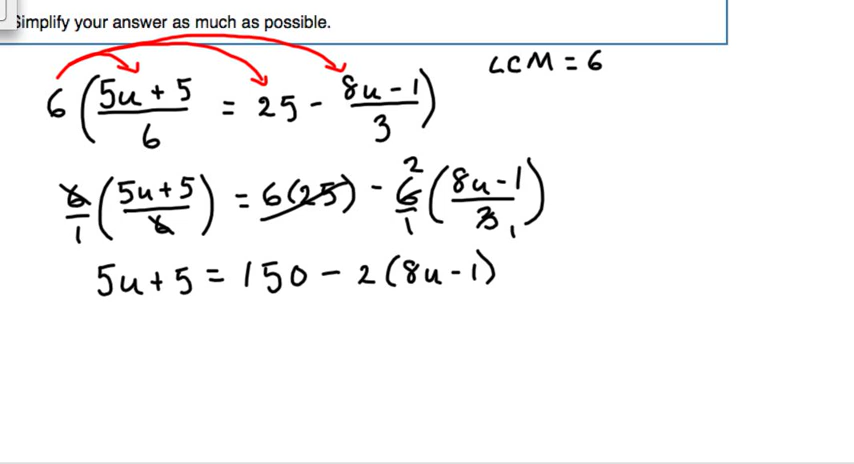 Simplify your answer as much as possible.
LCM = 6
6 ( (5u + 5)/6 = 25 - (8u - 1)/3 )
6/1 ( (5u + 5)/6 ) = 6(25) - 2 6/1 ( (8u - 1)/3 1 )
5u + 5 = 150 - 2(8u - 1)